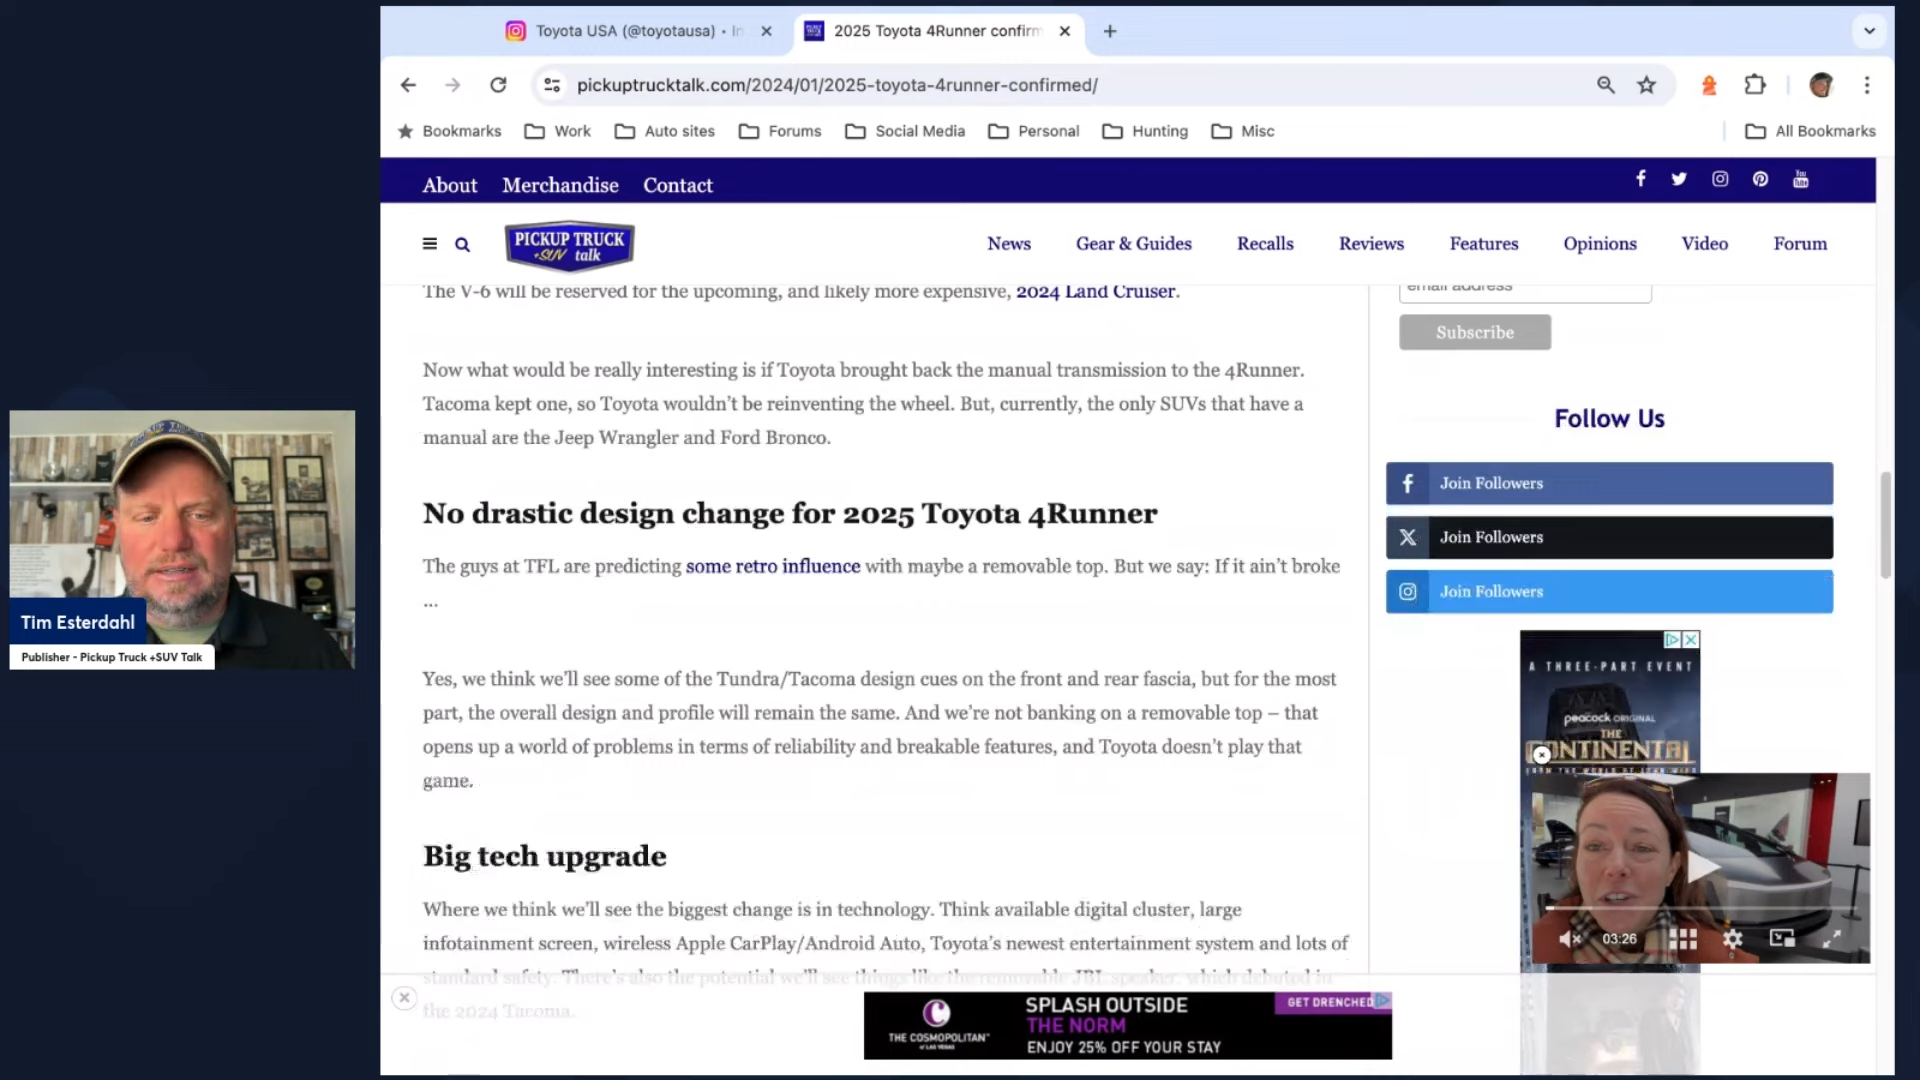 Toyota USA (@toyotausa) • In
2025 Toyota 4Runner confirm
pickuptrucktalk.com/2024/01/2025-toyota-4runner-confirmed/
Bookmarks
Work
Auto sites
Forums
Social Media
Personal
Hunting
Misc
All Bookmarks
About
Merchandise
Contact
You
Tube
PICKUP TRUCK
+SUV talk
News
Gear & Guides
Recalls
Reviews
Features
Opinions
Video
Forum
The V-6 will be reserved for the upcoming, and likely more expensive, 2024 Land Cruiser.
Now what would be really interesting is if Toyota brought back the manual transmission to the 4Runner.
Tacoma kept one, so Toyota wouldn't be reinventing the wheel. But, currently, the only SUVs that have a
manual are the Jeep Wrangler and Ford Bronco.
No drastic design change for 2025 Toyota 4Runner
The guys at TFL are predicting some retro influence with maybe a removable top. But we say: If it ain't broke
...
Yes, we think we'll see some of the Tundra/Tacoma design cues on the front and rear fascia, but for the most
part, the overall design and profile will remain the same. And we're not banking on a removable top – that
opens up a world of problems in terms of reliability and breakable features, and Toyota doesn't play that
game.
Big tech upgrade
Where we think we'll see the biggest change is in technology. Think available digital cluster, large
infotainment screen, wireless Apple CarPlay/Android Auto, Toyota's newest entertainment system and lots of
standard safety. There's also the potential we'll see things like the removable JBL speaker, which debuted in
the 2024 Tacoma.
email address
Subscribe
Follow Us
Join Followers
Join Followers
Join Followers
A THREE-PART EVENT
peacock ORIGINAL
THE
CONTINENTAL
FROM THE WORLD OF JOHN WICK
03:26
THE COSMOPOLITAN™
of LAS VEGAS
SPLASH OUTSIDE
THE NORM
ENJOY 25% OFF YOUR STAY
GET DRENCHED
Tim Esterdahl
Publisher - Pickup Truck +SUV Talk